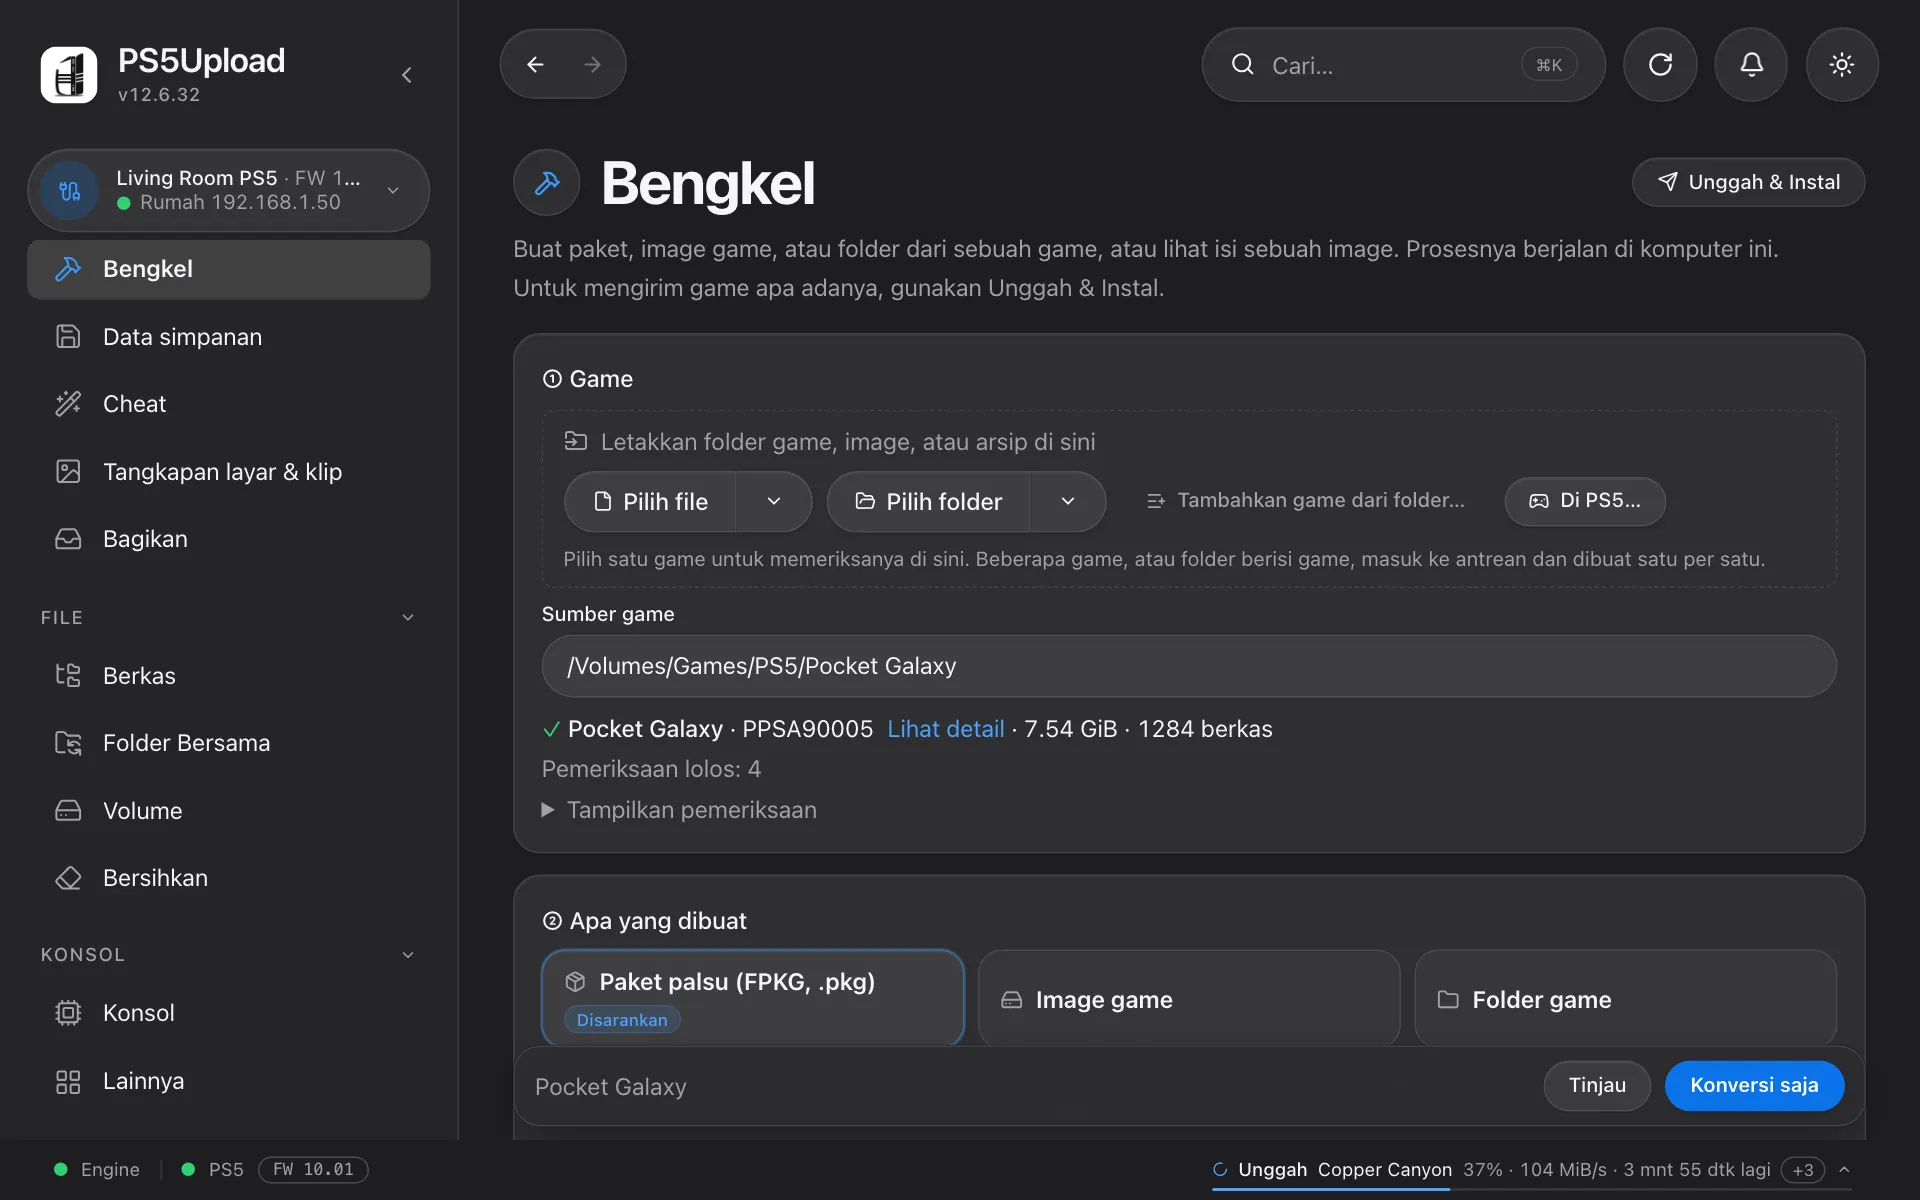 PS5Upload
v12.6.32
Living Room PS5 · FW 1...
Rumah 192.168.1.50
Bengkel
Data simpanan
Cheat
Tangkapan layar & klip
Bagikan
FILE
Berkas
Folder Bersama
Volume
Bersihkan
KONSOL
Konsol
Lainnya
Cari...
⌘K
Bengkel
Unggah & Instal
Buat paket, image game, atau folder dari sebuah game, atau lihat isi sebuah image. Prosesnya berjalan di komputer ini.
Untuk mengirim game apa adanya, gunakan Unggah & Instal.
① Game
Letakkan folder game, image, atau arsip di sini
Pilih file
Pilih folder
Tambahkan game dari folder...
Di PS5...
Pilih satu game untuk memeriksanya di sini. Beberapa game, atau folder berisi game, masuk ke antrean dan dibuat satu per satu.
Sumber game
/Volumes/Games/PS5/Pocket Galaxy
Pocket Galaxy · PPSA90005 Lihat detail · 7.54 GiB · 1284 berkas
Pemeriksaan lolos: 4
Tampilkan pemeriksaan
② Apa yang dibuat
Paket palsu (FPKG, .pkg)
Disarankan
Image game
Folder game
Pocket Galaxy
Tinjau
Konversi saja
Engine
PS5
FW 10.01
Unggah Copper Canyon 37% · 104 MiB/s · 3 mnt 55 dtk lagi +3